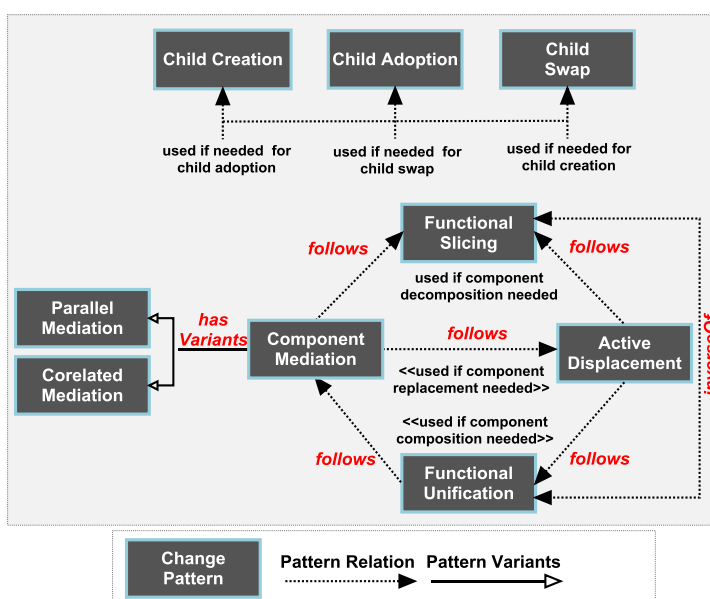 Child Creation
Child Adoption
Child
Swap
used if needed for
child adoption
used if needed for
child swap
used if needed for
child creation
Functional
Slicing
follows
follows
used if component
decomposition needed
Parallel
Mediation
has
Variants
Component
Mediation
follows
Active
Displacement
inverseOf
Corelated
Mediation
<<used if component
replacement needed>>
<<used if component
composition needed>>
follows
Functional
Unification
follows
Change
Pattern
Pattern Relation
Pattern Variants